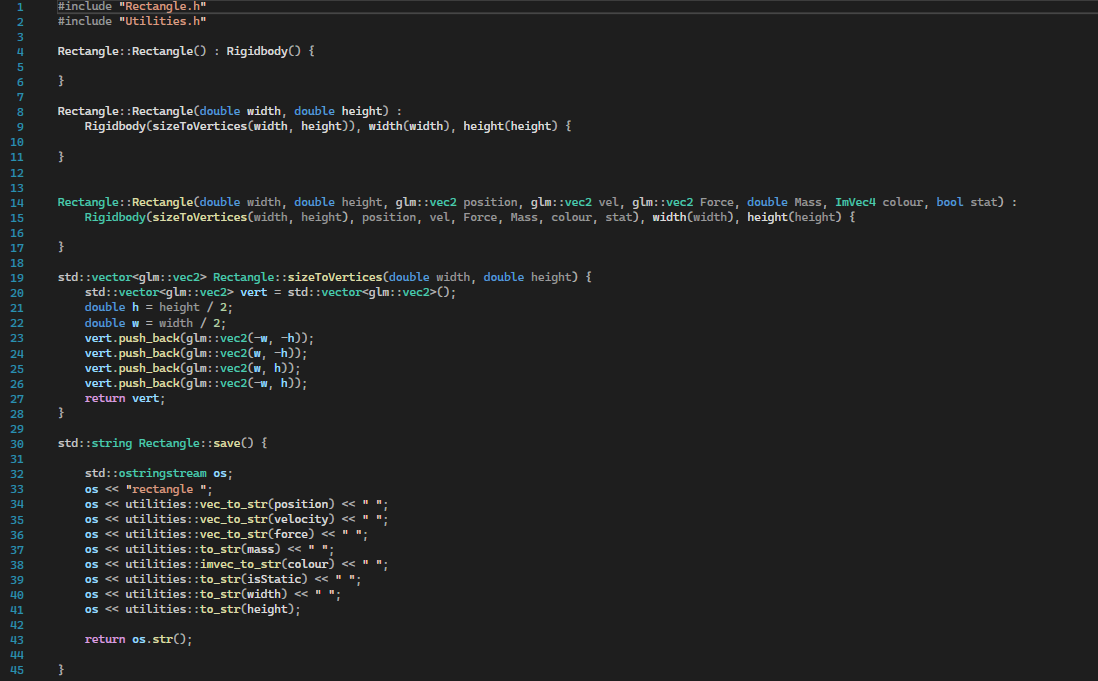 1 #include "Rectangle.h"
2 #include "Utilities.h"
3
4 Rectangle::Rectangle() : Rigidbody() {
5
6 }
7
8 Rectangle::Rectangle(double width, double height) :
9     Rigidbody(sizeToVertices(width, height)), width(width), height(height) {
10
11 }
12
13
14 Rectangle::Rectangle(double width, double height, glm::vec2 position, glm::vec2 vel, glm::vec2 Force, double Mass, ImVec4 colour, bool stat) :
15     Rigidbody(sizeToVertices(width, height), position, vel, Force, Mass, colour, stat), width(width), height(height) {
16
17 }
18
19 std::vector<glm::vec2> Rectangle::sizeToVertices(double width, double height) {
20     std::vector<glm::vec2> vert = std::vector<glm::vec2>();
21     double h = height / 2;
22     double w = width / 2;
23     vert.push_back(glm::vec2(-w, -h));
24     vert.push_back(glm::vec2(w, -h));
25     vert.push_back(glm::vec2(w, h));
26     vert.push_back(glm::vec2(-w, h));
27     return vert;
28 }
29
30 std::string Rectangle::save() {
31
32     std::ostringstream os;
33     os << "rectangle ";
34     os << utilities::vec_to_str(position) << " ";
35     os << utilities::vec_to_str(velocity) << " ";
36     os << utilities::vec_to_str(force) << " ";
37     os << utilities::to_str(mass) << " ";
38     os << utilities::imvec_to_str(colour) << " ";
39     os << utilities::to_str(isStatic) << " ";
40     os << utilities::to_str(width) << " ";
41     os << utilities::to_str(height);
42
43     return os.str();
44
45 }